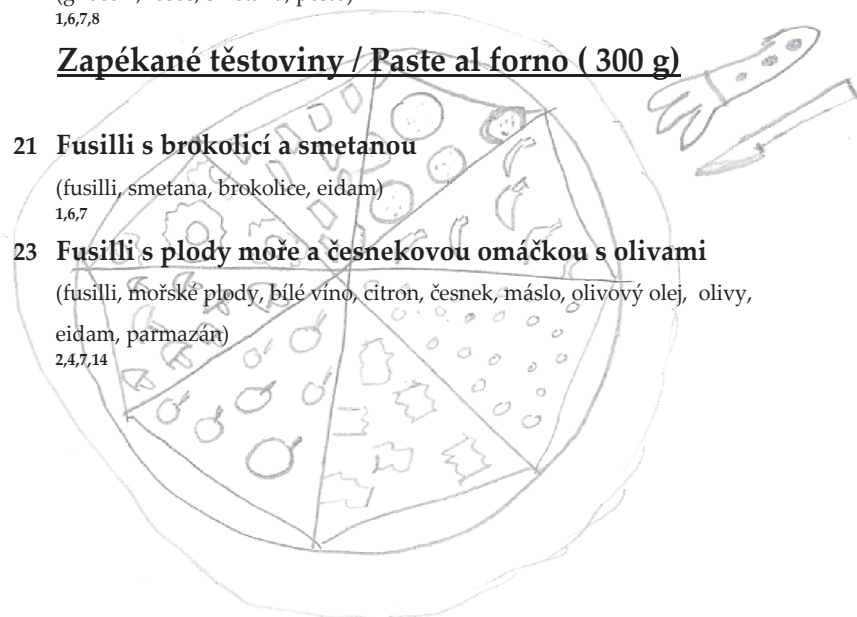 1,6,7,8
Zapékané těstoviny / Paste al forno ( 300 g)
21 Fusilli s brokolicí a smetanou
(fusilli, smetana, brokolice, eidam)
1,6,7
23 Fusilli s plody moře a česnekovou omáčkou s olivami
(fusilli, mořské plody, bílé víno, citron, česnek, máslo, olivový olej, olivy,
eidam, parmazán)
2,4,7,14